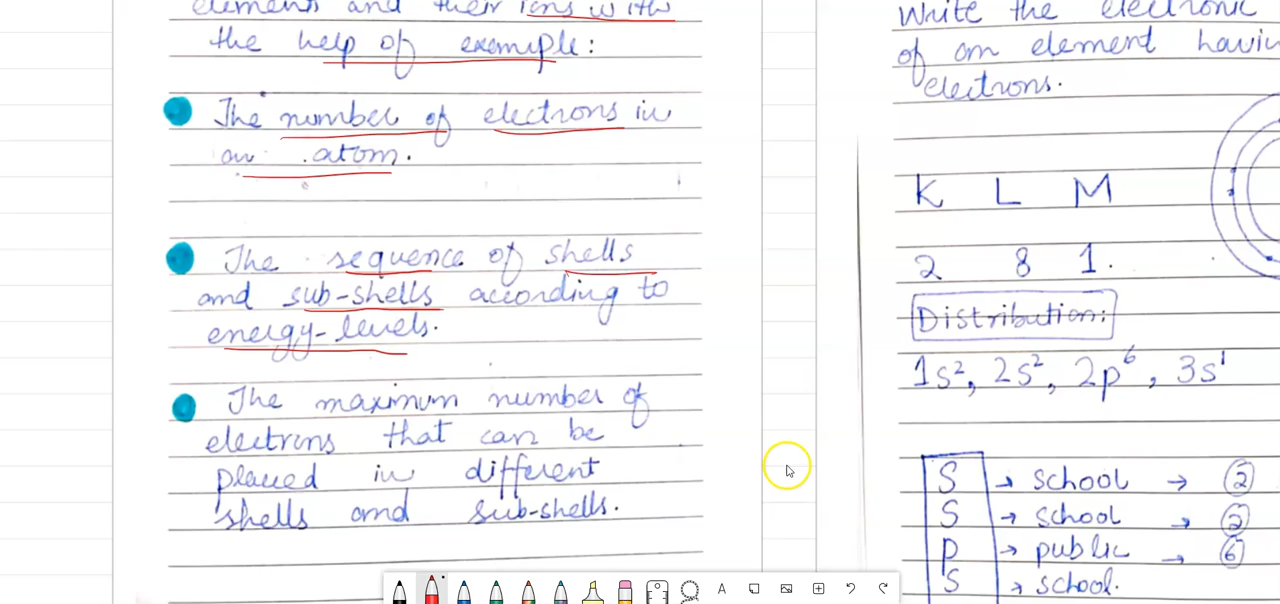 elements and their ions with
the help of example:
The number of electrons in
an atom.
The sequence of shells
and sub-shells according to
energy-levels.
The maximum number of
electrons that can be
placed in different
shells and sub-shells.
Write the electronic
of an element having
electrons.
K L M
2 8 1.
Distribution:
1s², 2s², 2p⁶, 3s¹
S → school → 2
S → school → 2
p → public → 6
S → school.
A